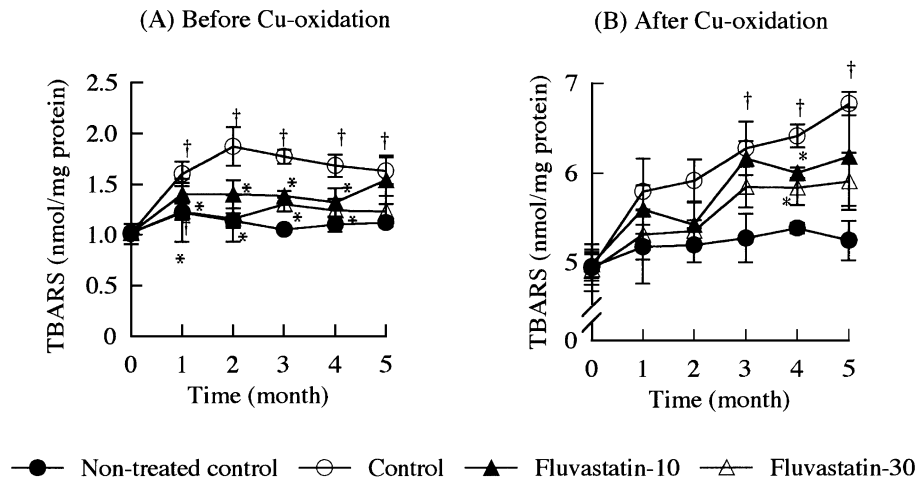 (A) Before Cu-oxidation
(B) After Cu-oxidation
TBARS (nmol/mg protein)
2.5
2.0
1.5
1.0
0.5
0
† † † † †
* * * *
* † * * *
*
0 1 2 3 4 5
Time (month)
TBARS (nmol/mg protein)
7
6
5
0
† † †
*
*
0 1 2 3 4 5
Time (month)
Non-treated control
Control
Fluvastatin-10
Fluvastatin-30